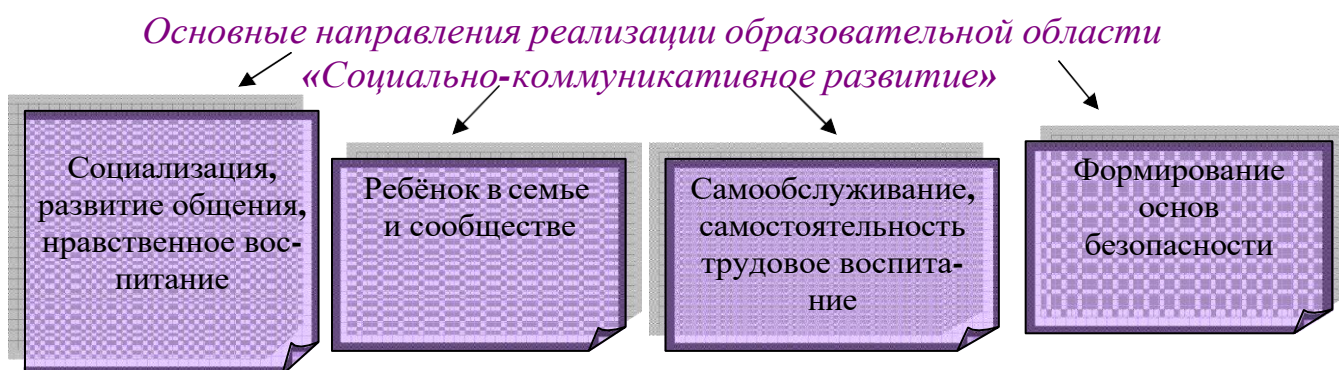 Основные направления реализации образовательной области
«Социально-коммуникативное развитие»
Социализация,
развитие общения,
нравственное вос-
питание
Ребёнок в семье
и сообществе
Самообслуживание,
самостоятельность
трудовое воспита-
ние
Формирование
основ
безопасности